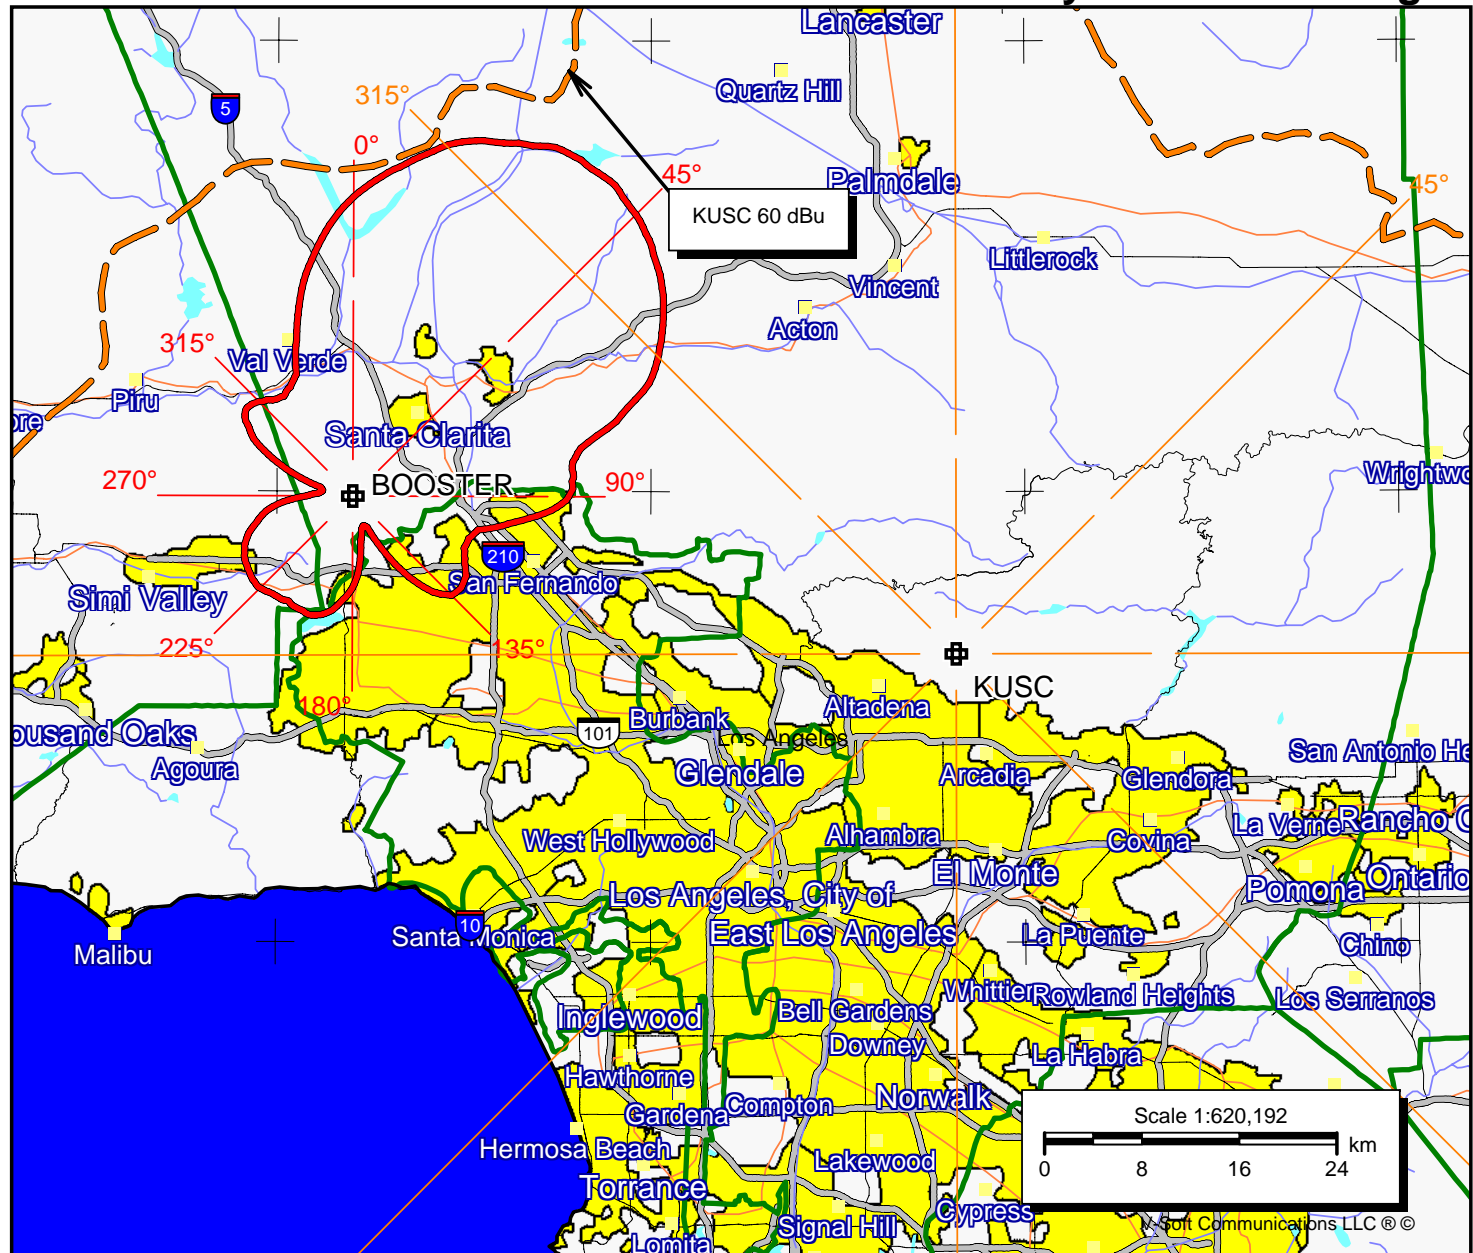 Lancaster
Quartz Hill
5
315°
0°
45°
KUSC 60 dBu
Palmdale
45°
Littlerock
Vincent
Acton
315°
Val Verde
Piru
ore
Santa Clarita
270°
BOOSTER
90°
Wrightwo
210
San Fernando
Simi Valley
225°
135°
KUSC
180°
Altadena
Burbank
101
Los Angeles
ousand Oaks
Agoura
Glendale
Arcadia
Glendora
San Antonio He
West Hollywood
Alhambra
Covina
La Verne
Rancho C
El Monte
Pomona
Ontario
Los Angeles, City of
10
Santa Monica
East Los Angeles
La Puente
Chino
Malibu
Whittier
Rowland Heights
Los Serranos
Inglewood
Bell Gardens
Downey
La Habra
Hawthorne
Gardena
Compton
Norwalk
Hermosa Beach
Lakewood
Torrance
Signal Hill
Cypress
Lomita
Scale 1:620,192
km
0 8 16 24
V-Soft Communications LLC ® ©